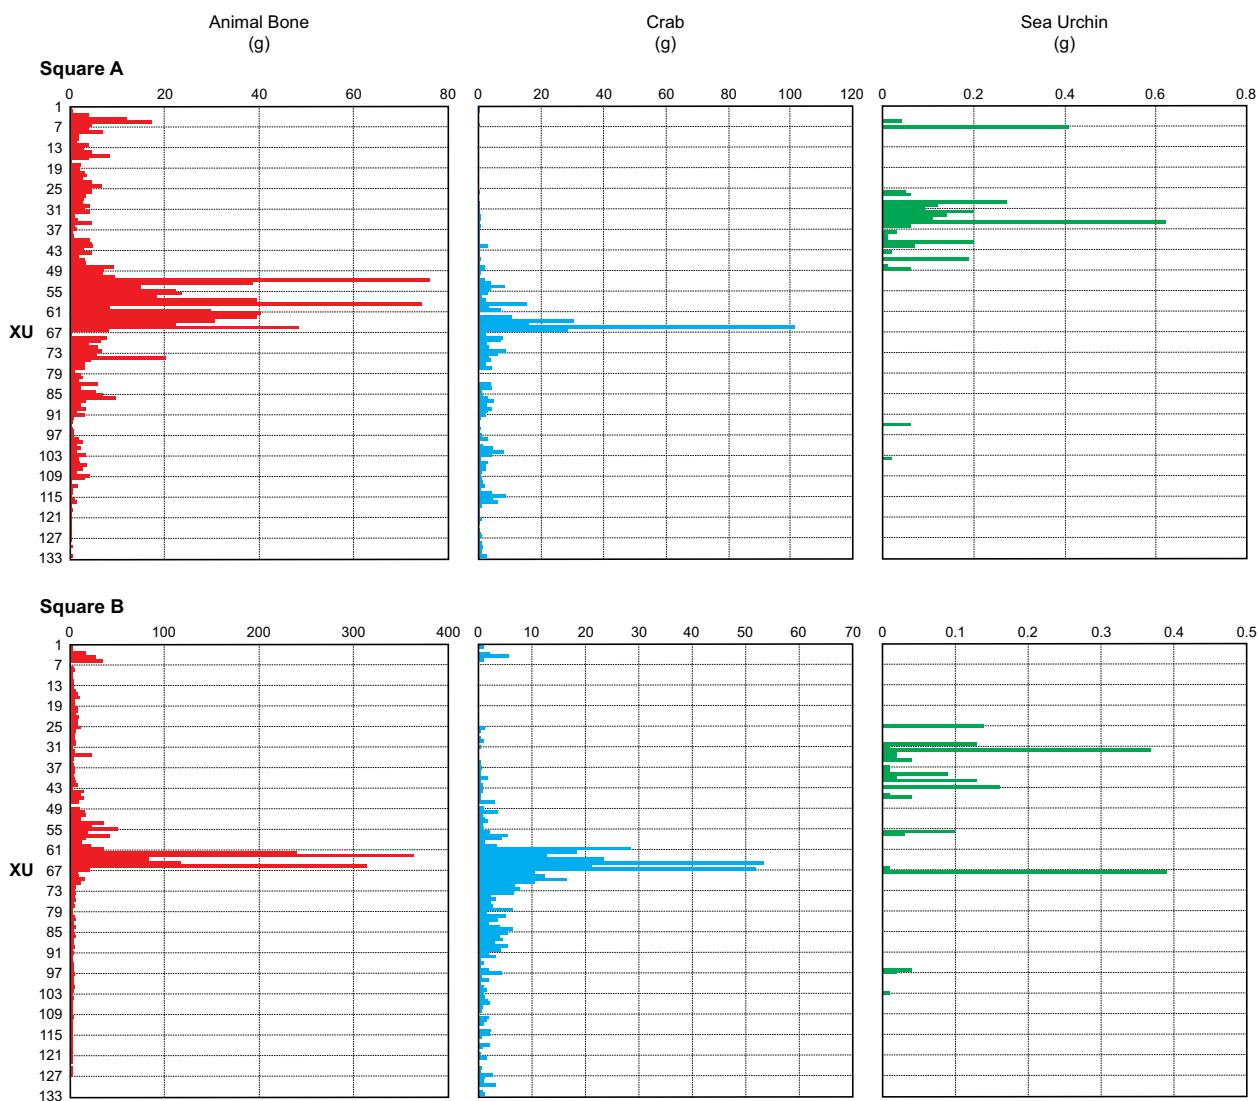 Animal Bone
(g)
Crab
(g)
Sea Urchin
(g)
Square A
0 20 40 60 80
0 20 40 60 80 100 120
0 0.2 0.4 0.6 0.8
1
7
13
19
25
31
37
43
49
55
61
XU 67
73
79
85
91
97
103
109
115
121
127
133
Square B
0 100 200 300 400
0 10 20 30 40 50 60 70
0 0.1 0.2 0.3 0.4 0.5
1
7
13
19
25
31
37
43
49
55
61
XU 67
73
79
85
91
97
103
109
115
121
127
133